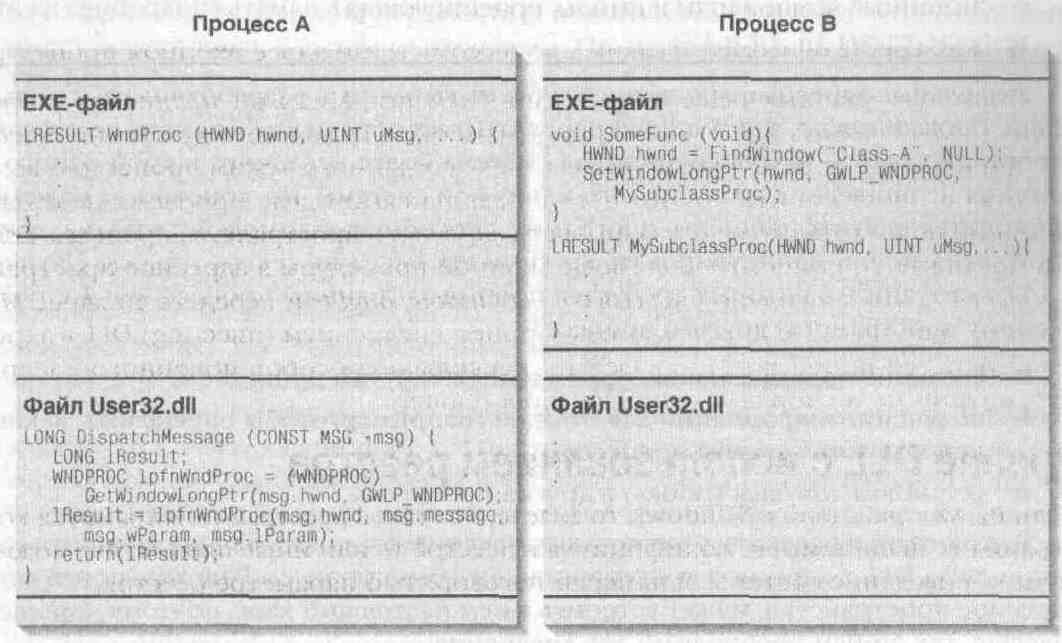 Процесс А
EXE-файл
LRESULT WndProc (HWND hwnd, UINT uMsg, ...) {
.
.
}
Файл User32.dll
LONG DispatchMessage (CONST MSG *msg) {
LONG lResult;
WNDPROC lpfnWndProc = (WNDPROC)
GetWindowLongPtr(msg.hwnd, GWLP_WNDPROC);
lResult = lpfnWndProc(msg.hwnd, msg.message,
msg.wParam, msg.lParam);
return(lResult);
}
Процесс В
EXE-файл
void SomeFunc (void){
HWND hwnd = FindWindow("Class-A", NULL);
SetWindowLongPtr(hwnd, GWLP_WNDPROC,
MySubclassProc);
}
LRESULT MySubclassProc(HWND hwnd, UINT uMsg,...){
.
.
}
Файл User32.dll
.
.